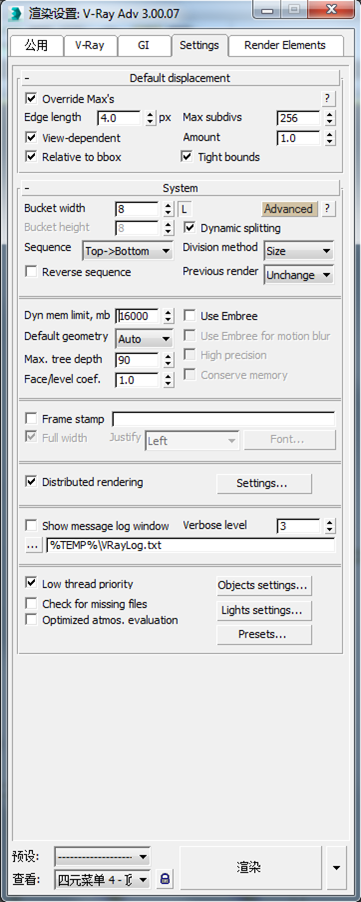 渲染设置: V-Ray Adv 3.00.07
公用 V-Ray GI Settings Render Elements
- Default displacement
Override Max's ?
Edge length 4.0 px Max subdivs 256
View-dependent Amount 1.0
Relative to bbox Tight bounds
- System
Bucket width 8 L Advanced ?
Bucket height 8 Dynamic splitting
Sequence Top->Bottom Division method Size
Reverse sequence Previous render Unchange
Dyn mem limit, mb 16000 Use Embree
Default geometry Auto Use Embree for motion blur
Max. tree depth 90 High precision
Face/level coef. 1.0 Conserve memory
Frame stamp
Full width Justify Left Font...
Distributed rendering Settings...
Show message log window Verbose level 3
... %TEMP%\VRayLog.txt
Low thread priority Objects settings...
Check for missing files Lights settings...
Optimized atmos. evaluation
Presets...
预设: --------------------
查看: 四元菜单 4 - 渲染